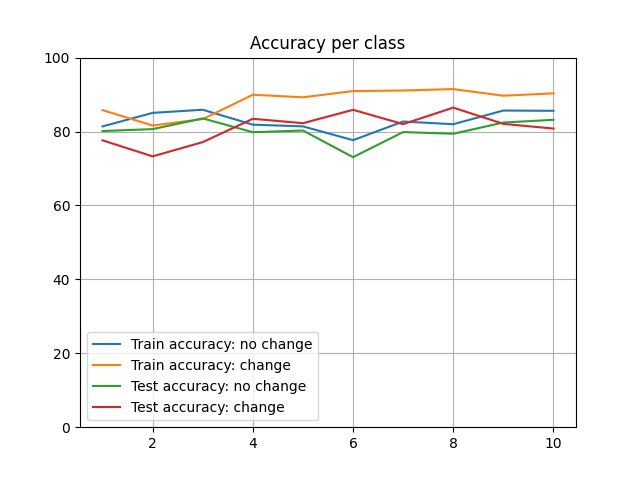 Accuracy per class
100
80
60
40
20
0
Train accuracy: no change
Train accuracy: change
Test accuracy: no change
Test accuracy: change
2 4 6 8 10